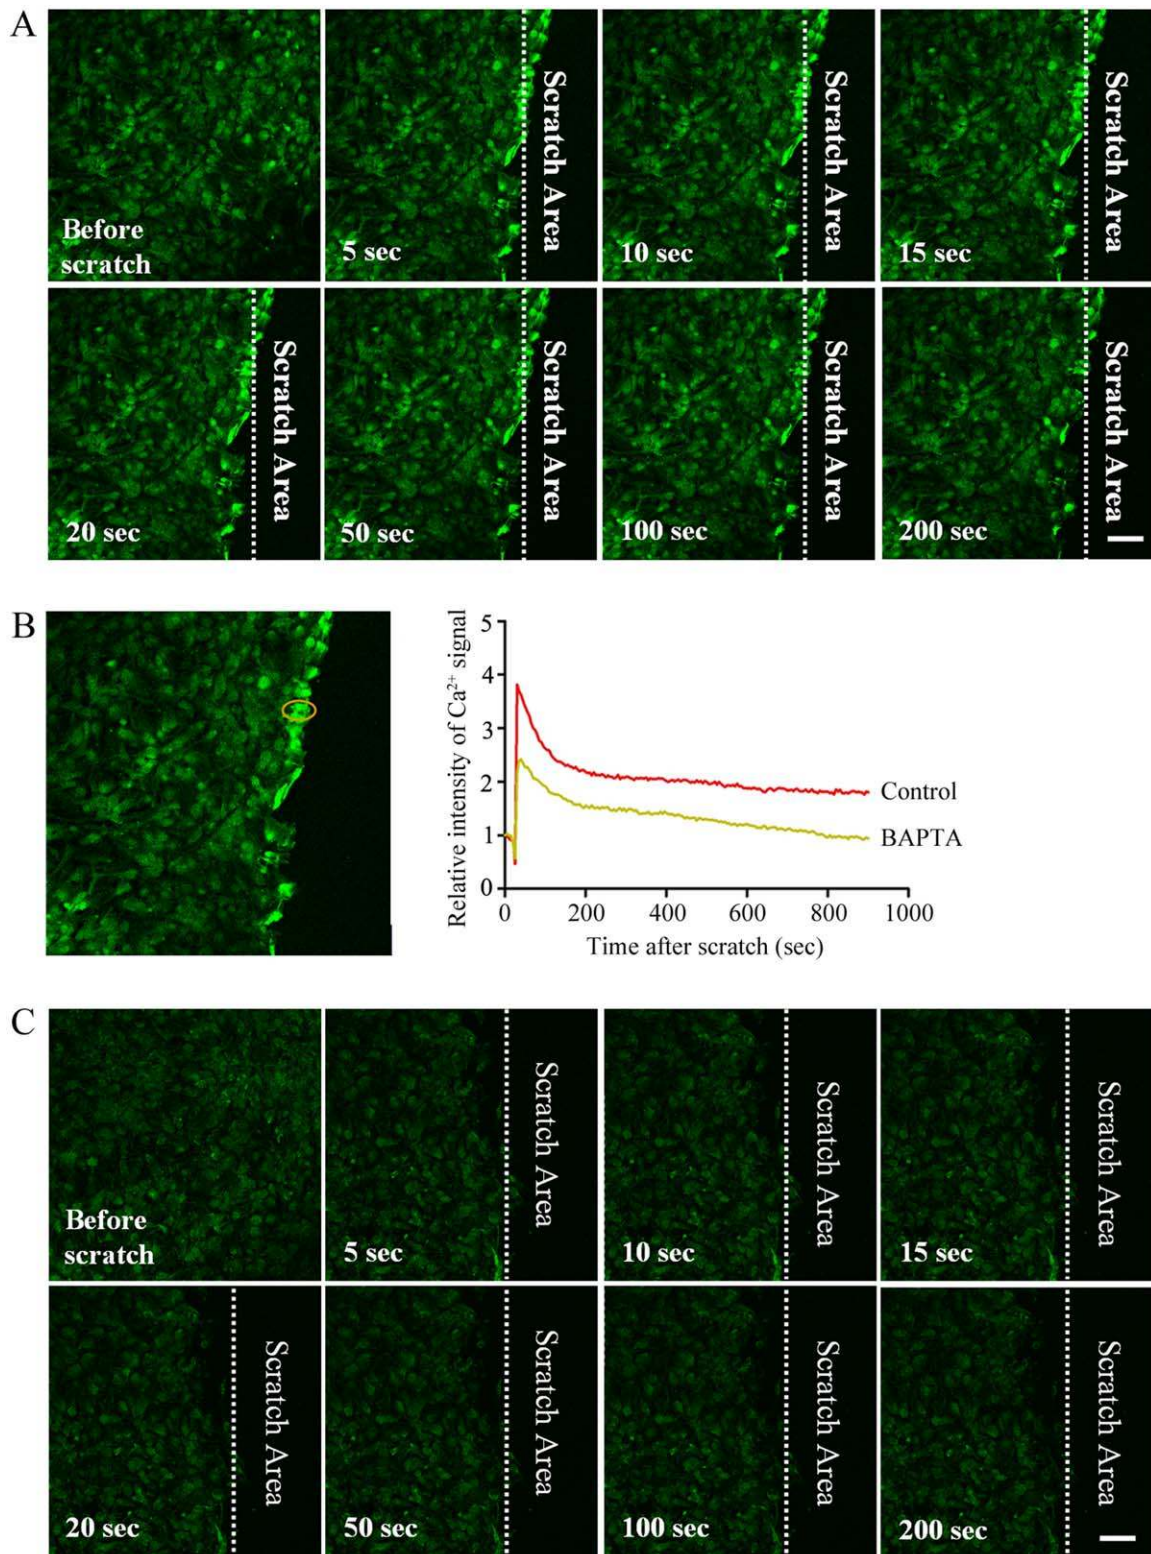 A
Before
scratch
5 sec
Scratch Area
10 sec
Scratch Area
15 sec
Scratch Area
20 sec
Scratch Area
50 sec
Scratch Area
100 sec
Scratch Area
200 sec
Scratch Area
B
Relative intensity of Ca²⁺ signal
5
4
3
2
1
0
Control
BAPTA
0
200
400
600
800
1000
Time after scratch (sec)
C
Before
scratch
5 sec
Scratch Area
10 sec
Scratch Area
15 sec
Scratch Area
20 sec
Scratch Area
50 sec
Scratch Area
100 sec
Scratch Area
200 sec
Scratch Area